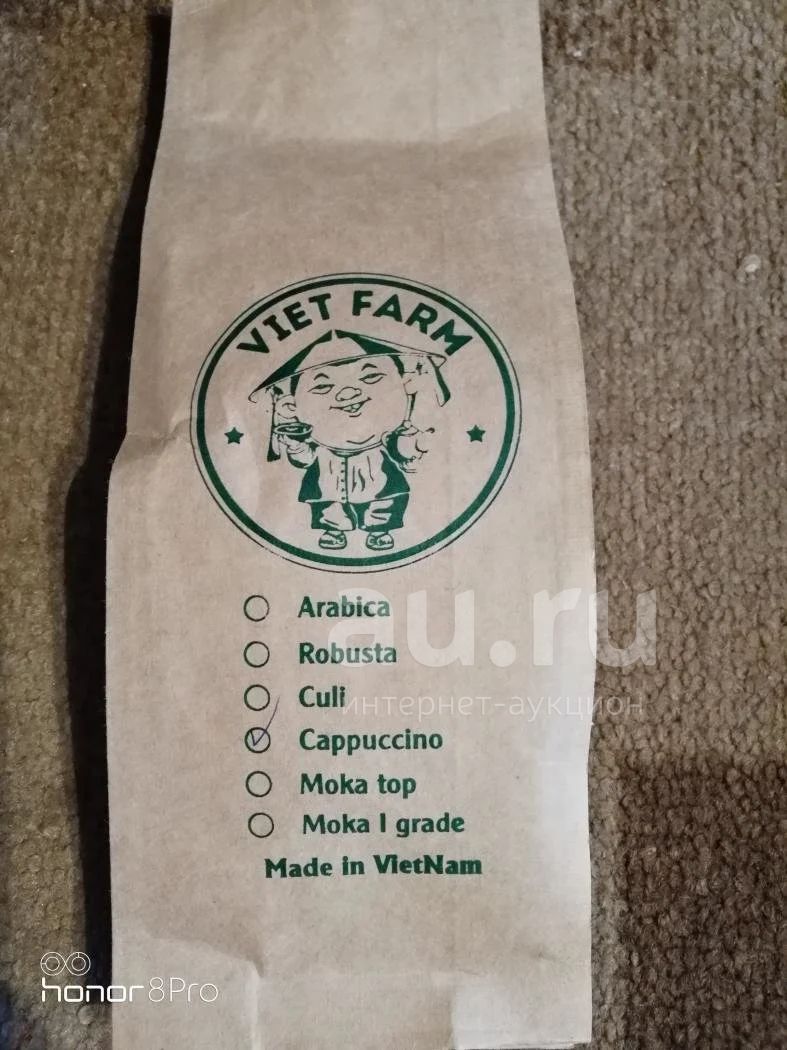 VIET FARM
Arabica
Robusta
Culi
Cappuccino
Moka top
Moka I grade
Made in VietNam
au.ru
интернет-аукцион
honor 8Pro